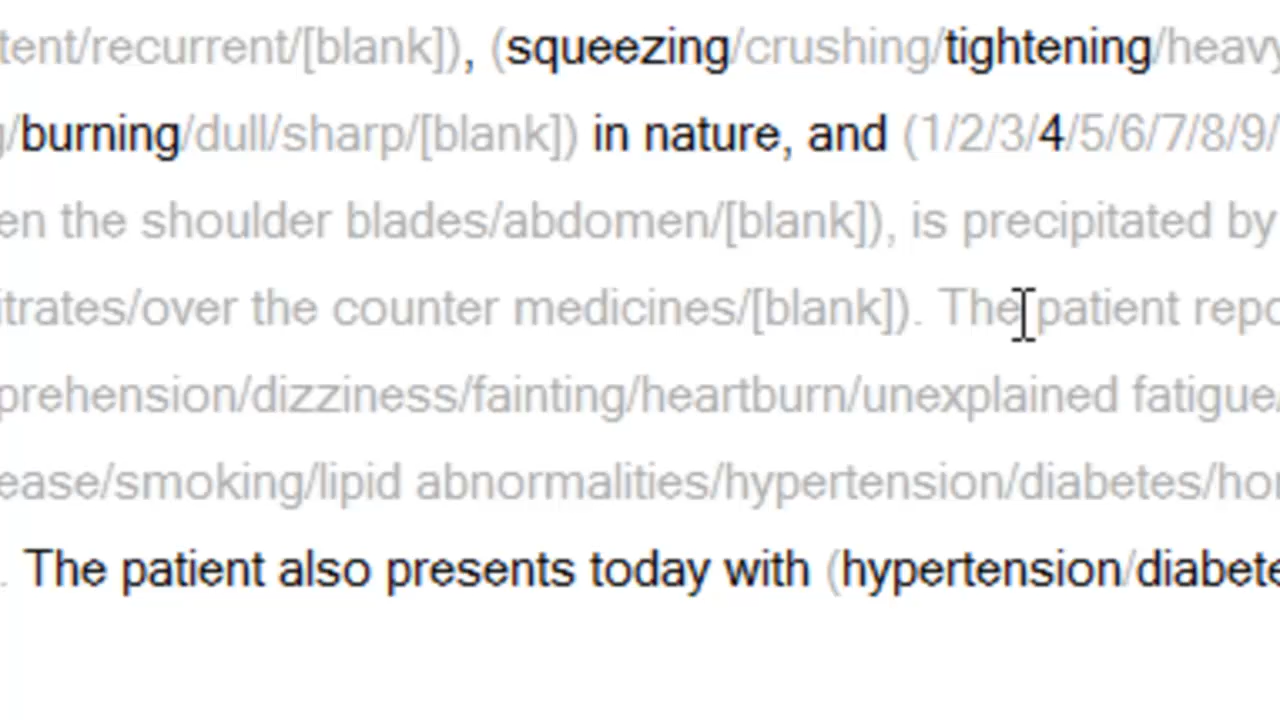 tent/recurrent/[blank]), (squeezing/crushing/tightening/heavy
g/burning/dull/sharp/[blank]) in nature, and (1/2/3/4/5/6/7/8/9/
en the shoulder blades/abdomen/[blank]), is precipitated by
itrates/over the counter medicines/[blank]). The patient repo
prehension/dizziness/fainting/heartburn/unexplained fatigue/
ease/smoking/lipid abnormalities/hypertension/diabetes/hor
. The patient also presents today with (hypertension/diabete